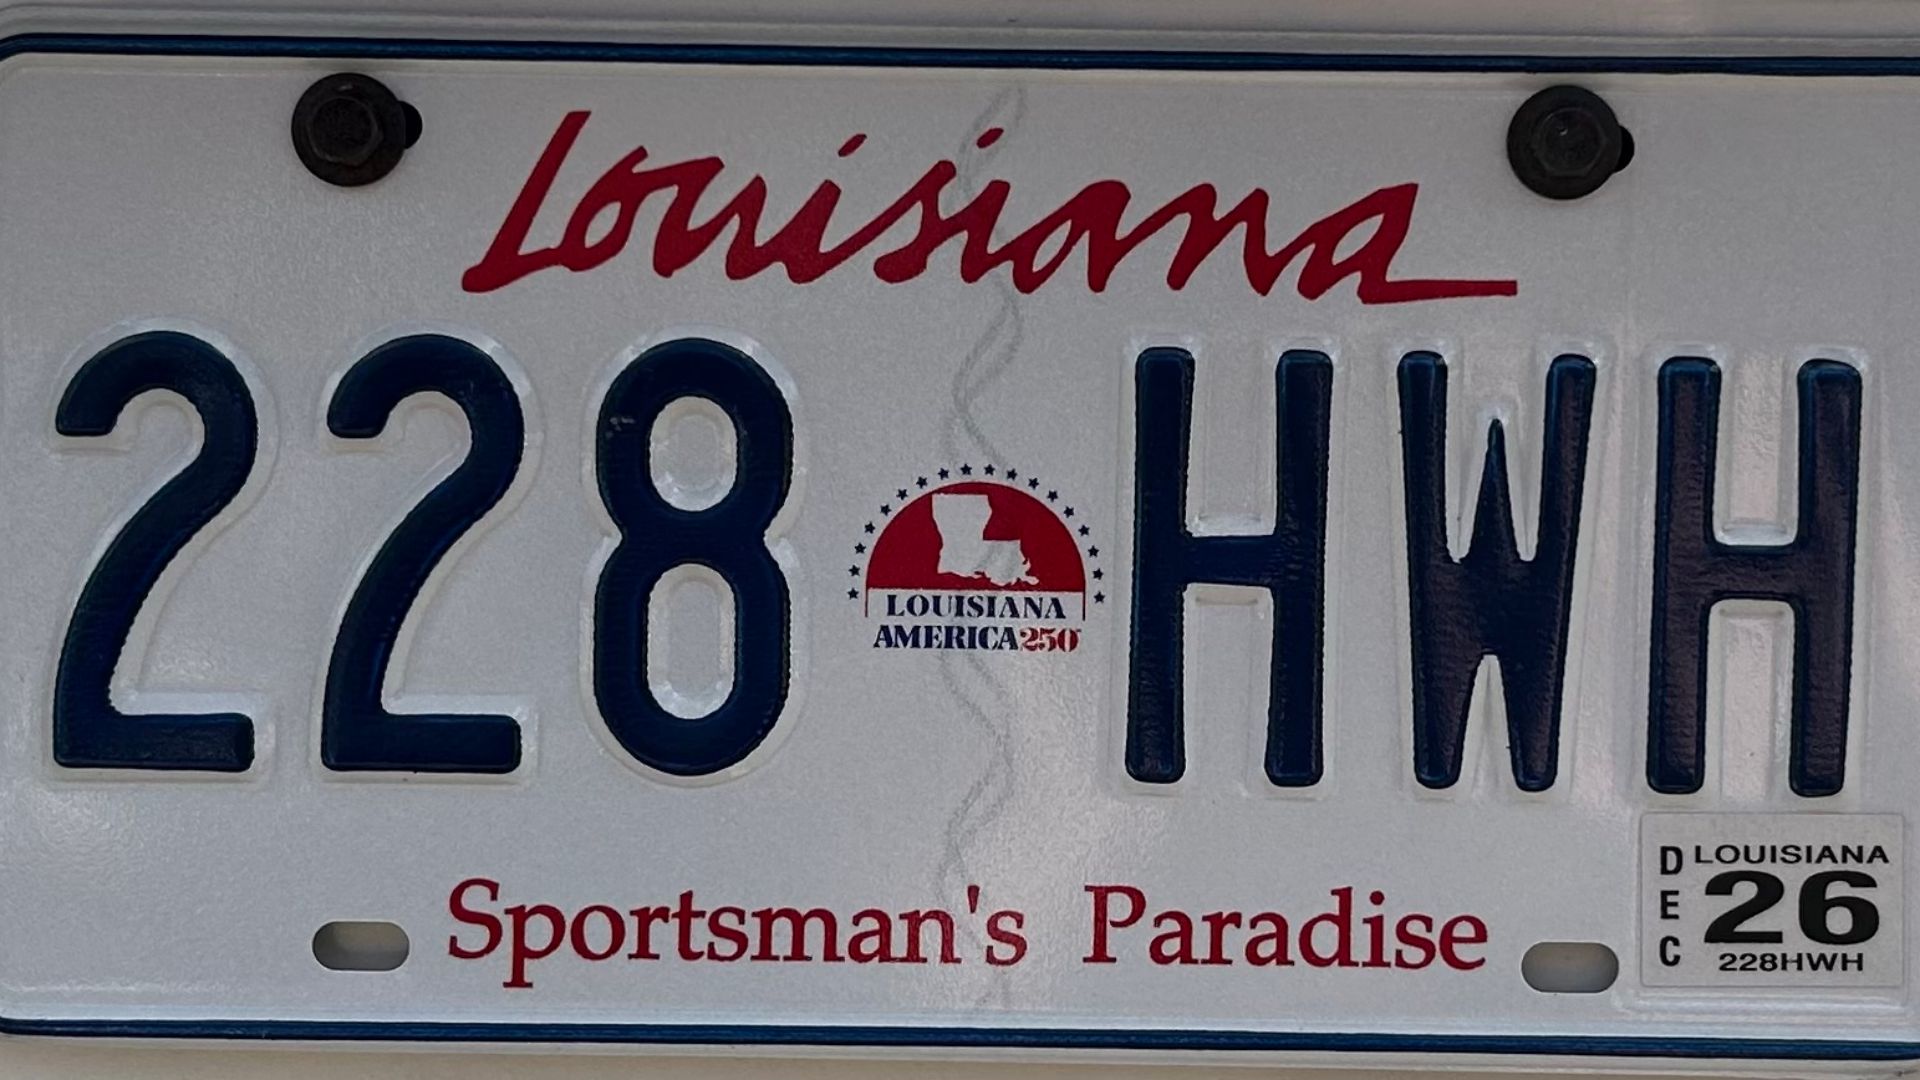 Louisiana
228 HWH
LOUISIANA
AMERICA250
Sportsman's Paradise
DEC
LOUISIANA
26
228HWH